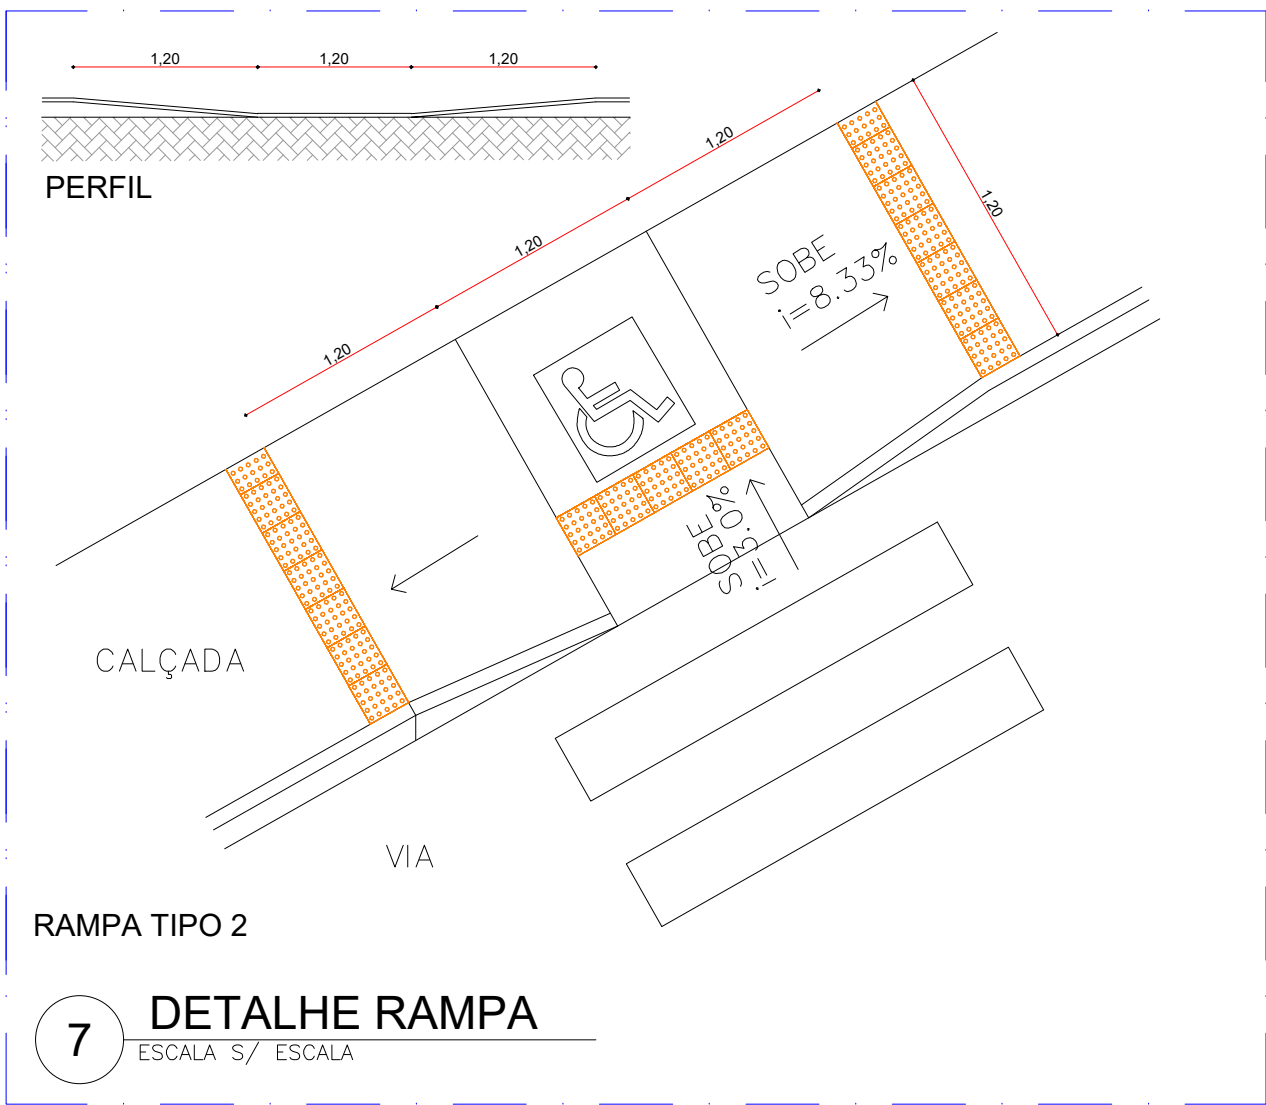 1,20
1,20
1,20
PERFIL
1,20
1,20
1,20
1,20
SOBE
i=8.33%
SOBE
i=3.0%
CALÇADA
VIA
RAMPA TIPO 2
7
DETALHE RAMPA
ESCALA S/ ESCALA